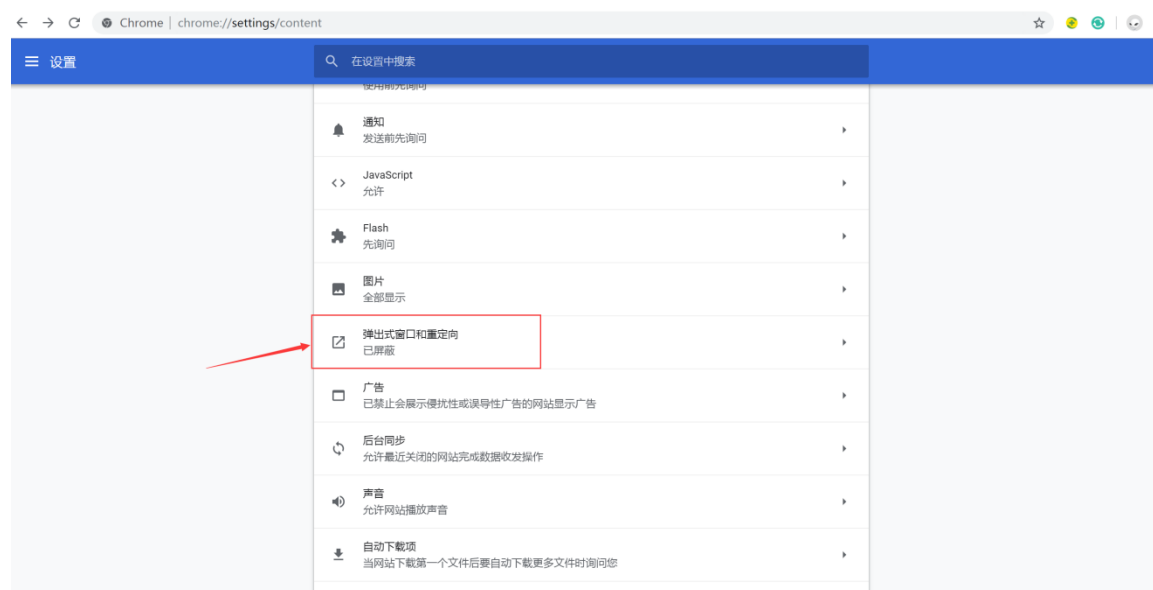 Chrome | chrome://settings/content
设置
在设置中搜索
使用前先询问
通知
发送前先询问
JavaScript
允许
Flash
先询问
图片
全部显示
弹出式窗口和重定向
已屏蔽
广告
已禁止会展示侵扰性或误导性广告的网站显示广告
后台同步
允许最近关闭的网站完成数据收发操作
声音
允许网站播放声音
自动下载项
当网站下载第一个文件后要自动下载更多文件时询问您